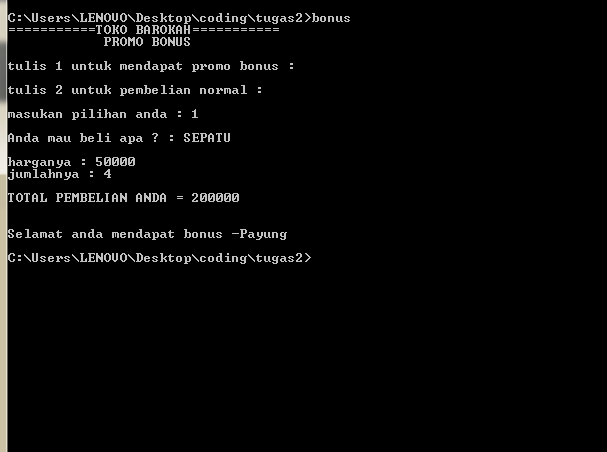 C:\Users\LENOVO\Desktop\coding\tugas2>bonus
===========TOKO BAROKAH===========
PROMO BONUS
tulis 1 untuk mendapat promo bonus :
tulis 2 untuk pembelian normal :
masukan pilihan anda : 1
Anda mau beli apa ? : SEPATU
harganya : 50000
jumlahnya : 4
TOTAL PEMBELIAN ANDA = 200000
Selamat anda mendapat bonus -Payung
C:\Users\LENOVO\Desktop\coding\tugas2>